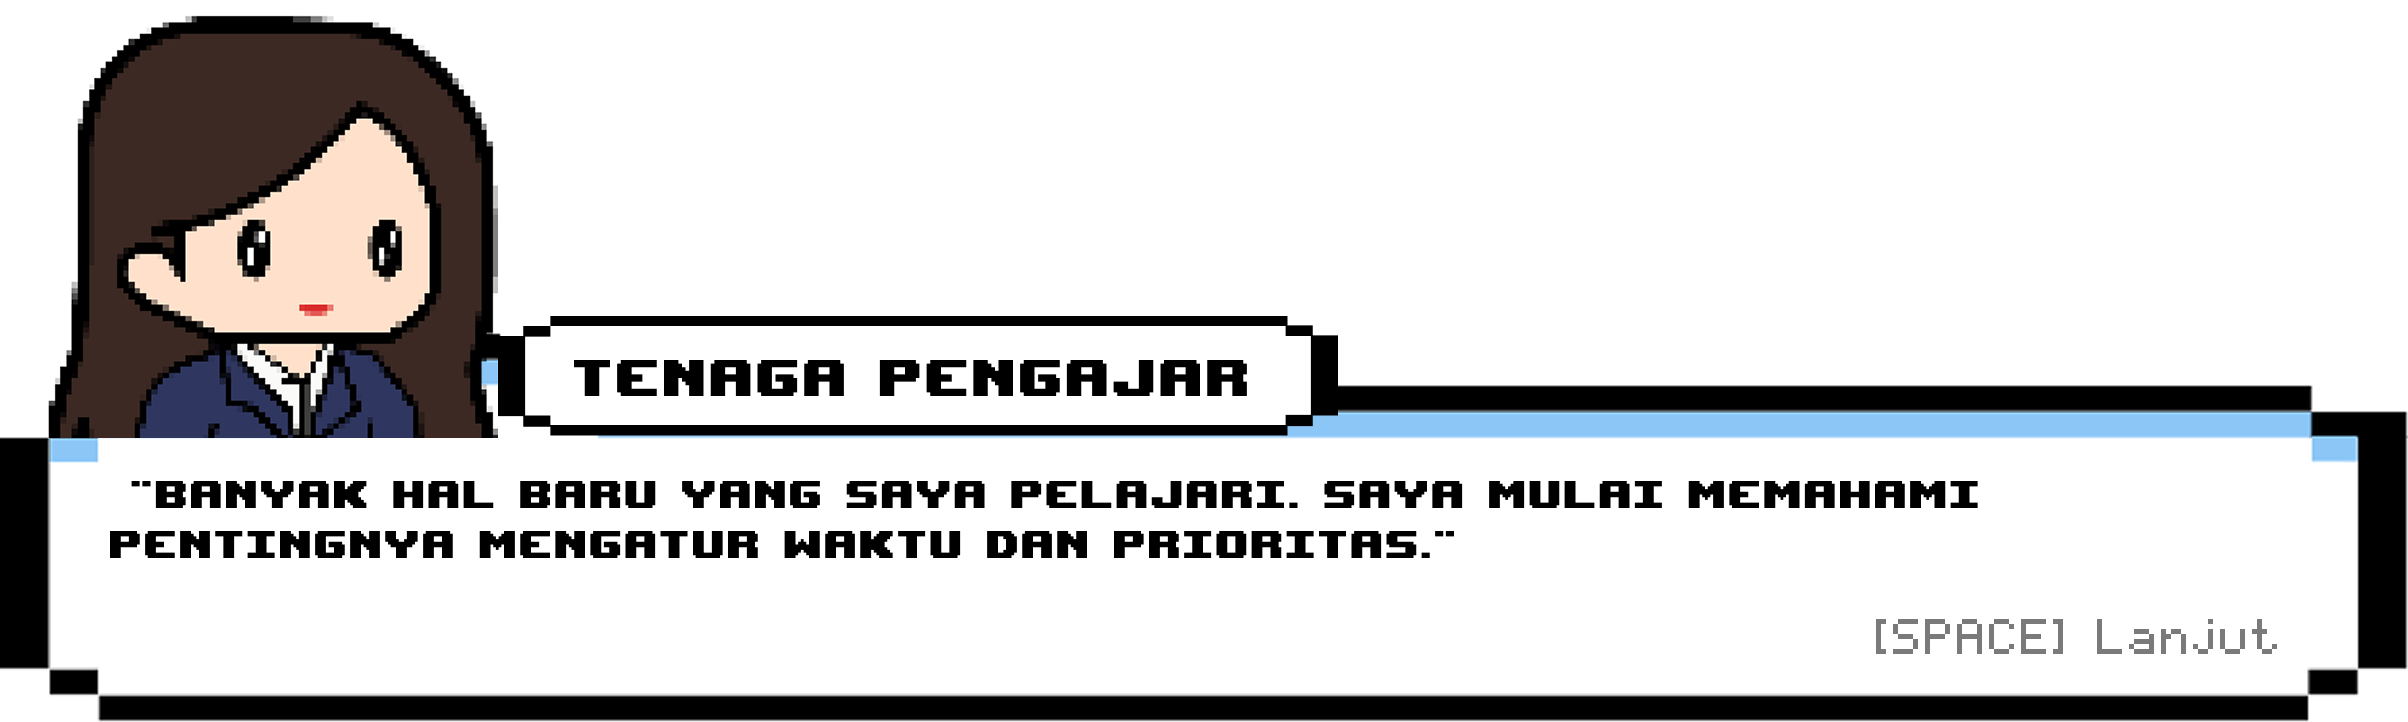 TENAGA PENGAJAR
"BANYAK HAL BARU YANG SAYA PELAJARI. SAYA MULAI MEMAHAMI
PENTINGNYA MENGATUR WAKTU DAN PRIORITAS."
[SPACE] Lanjut